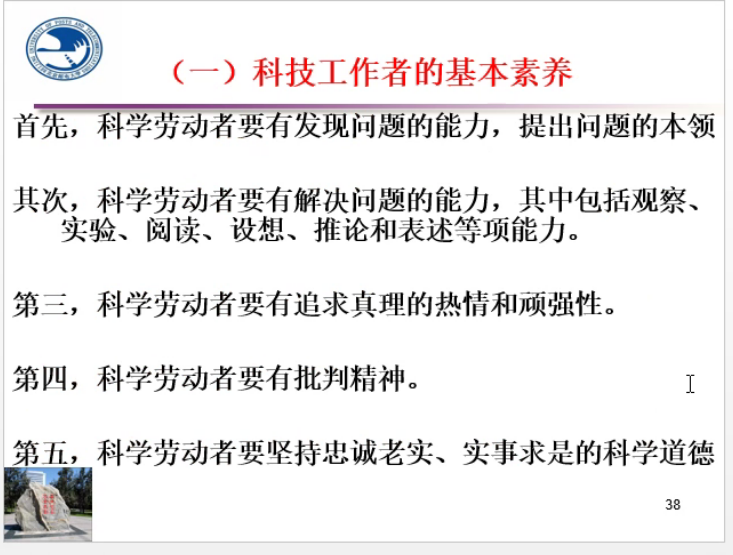 （一）科技工作者的基本素养
首先，科学劳动者要有发现问题的能力，提出问题的本领
其次，科学劳动者要有解决问题的能力，其中包括观察、
实验、阅读、设想、推论和表述等项能力。
第三，科学劳动者要有追求真理的热情和顽强性。
第四，科学劳动者要有批判精神。
第五，科学劳动者要坚持忠诚老实、实事求是的科学道德
38